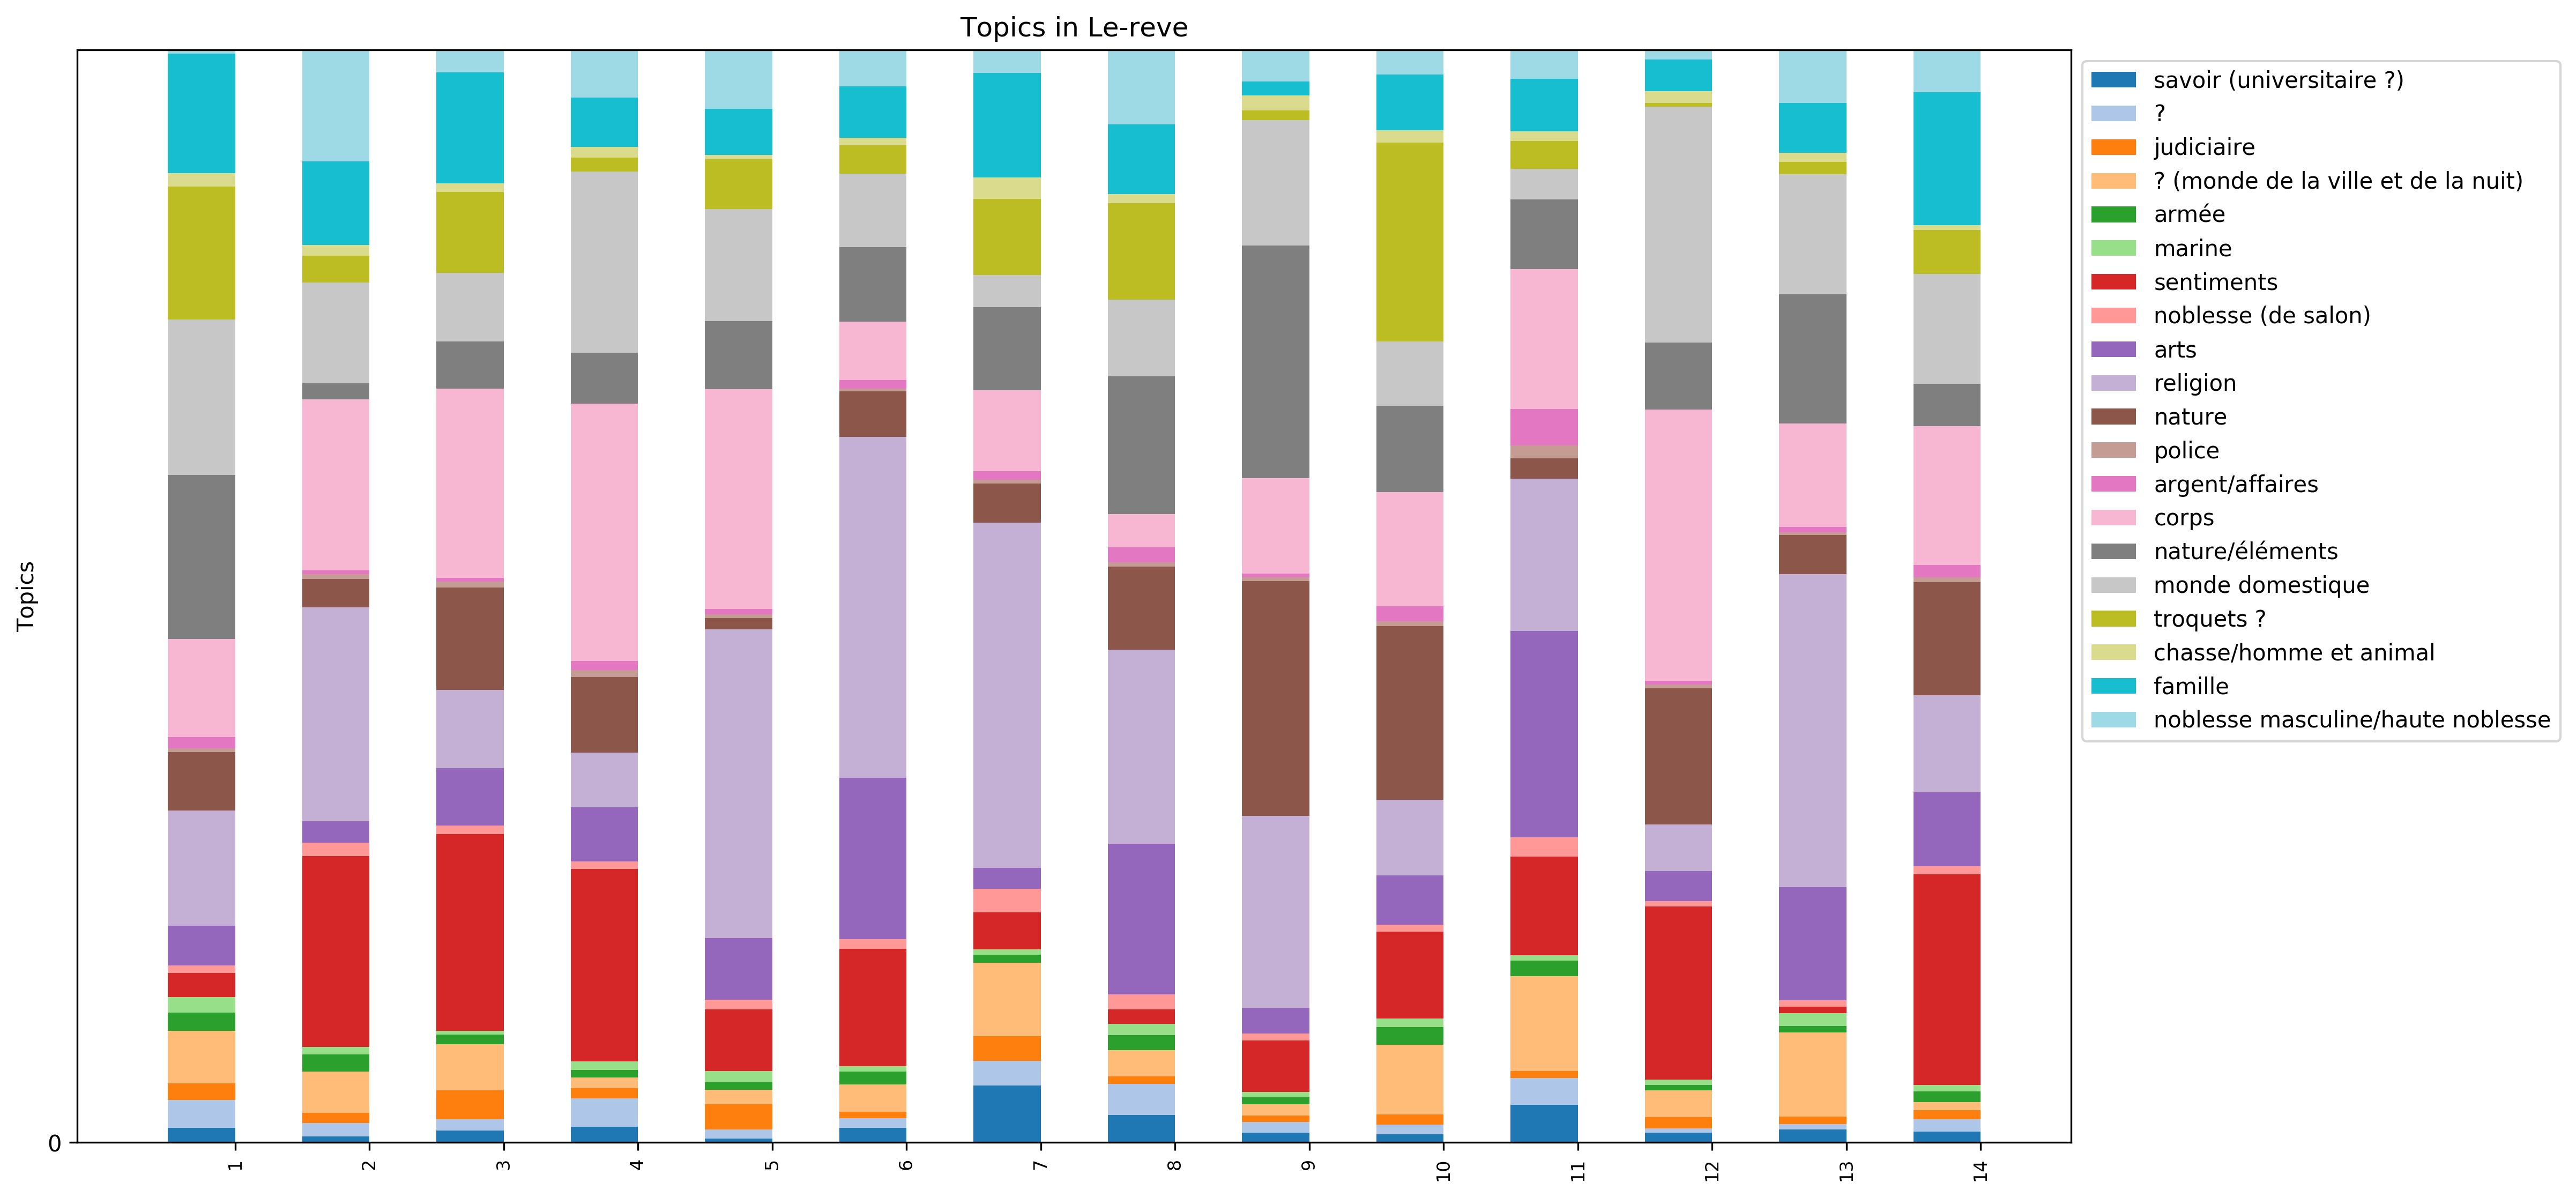 Topics in Le-reve
Topics
0
1
2
3
4
5
6
7
8
9
10
11
12
13
14
savoir (universitaire ?)
?
judiciaire
? (monde de la ville et de la nuit)
armée
marine
sentiments
noblesse (de salon)
arts
religion
nature
police
argent/affaires
corps
nature/éléments
monde domestique
troquets ?
chasse/homme et animal
famille
noblesse masculine/haute noblesse